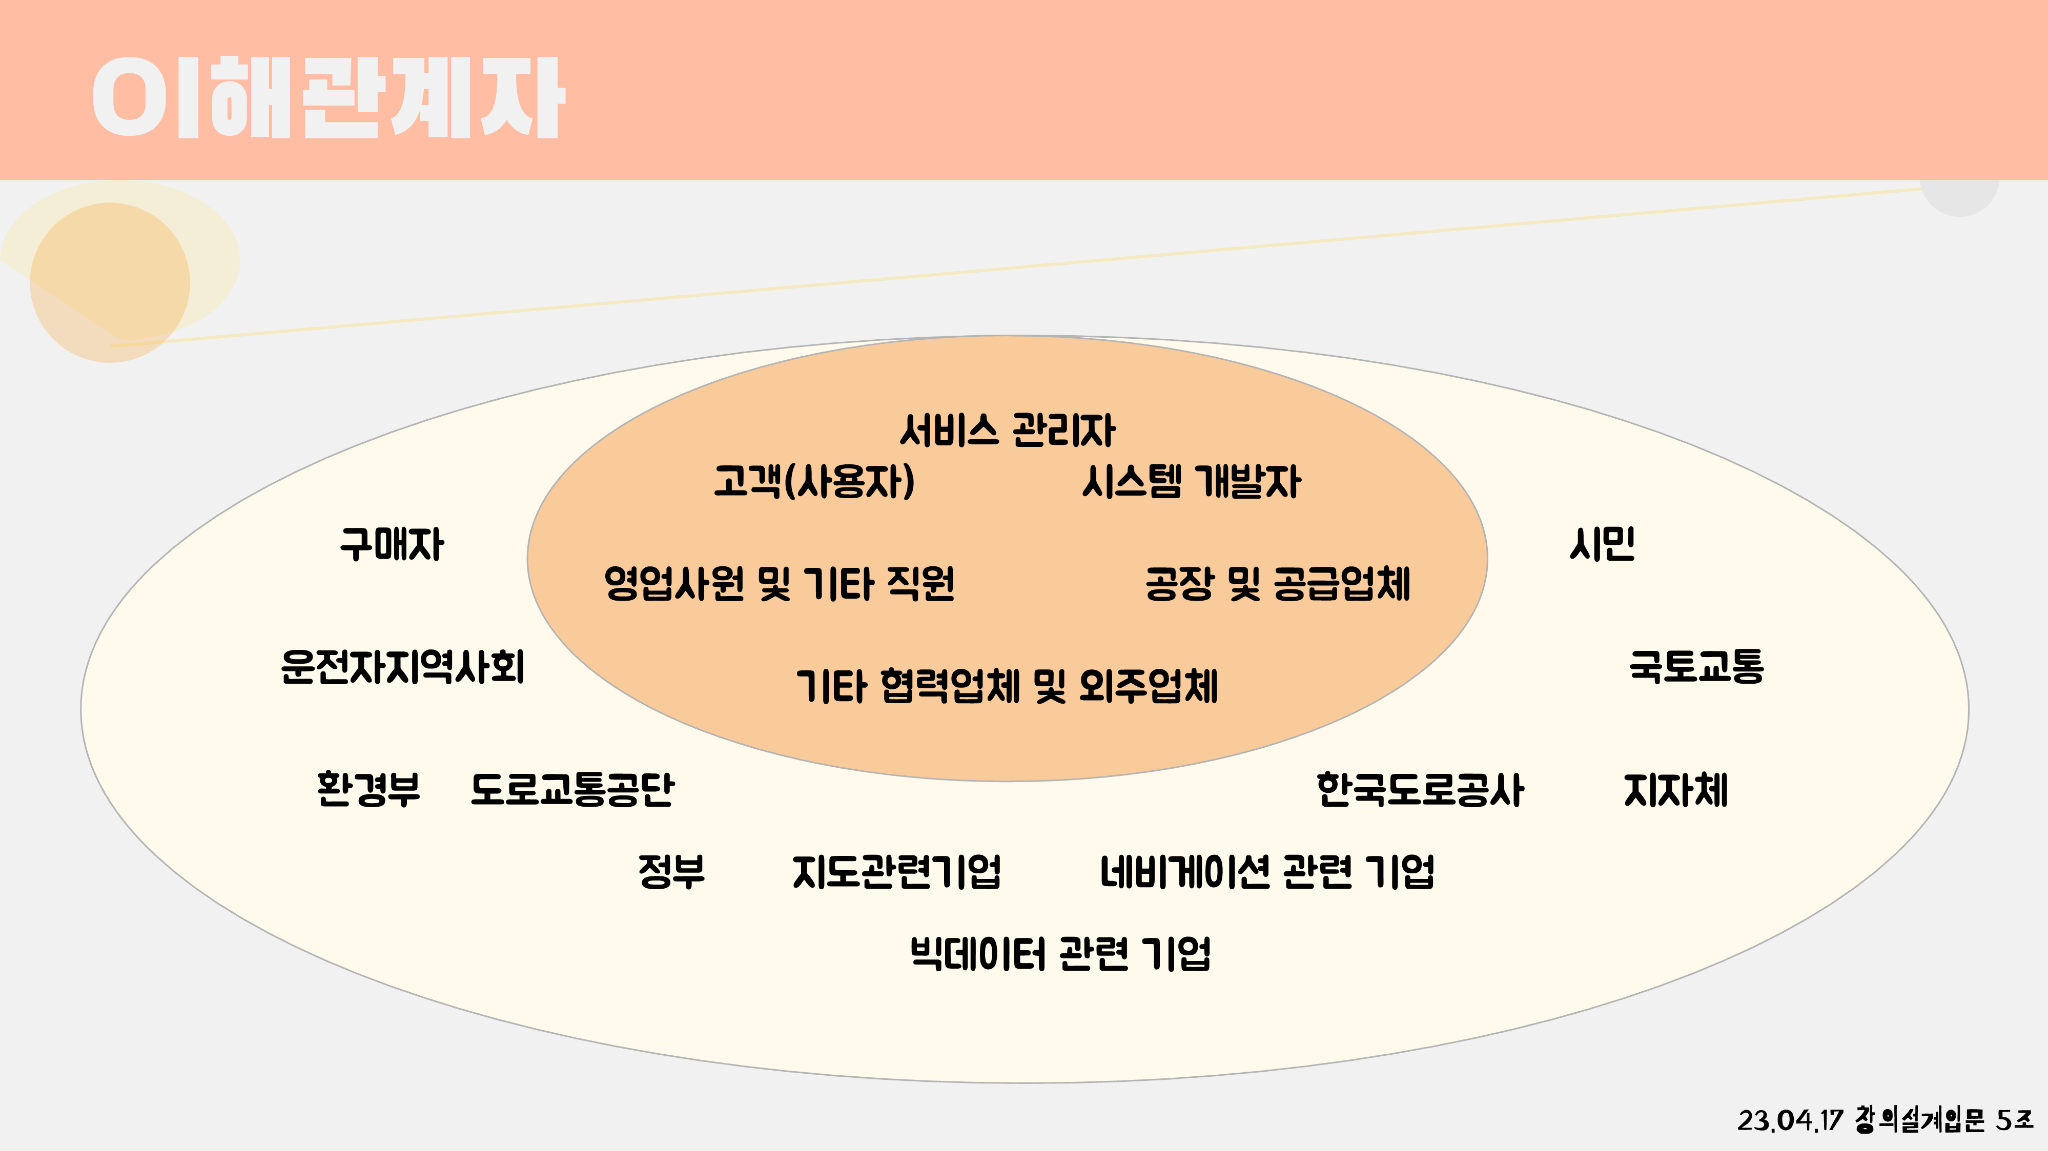 이해관계자
서비스 관리자
고객(사용자) 시스템 개발자
구매자 시민
영업사원 및 기타 직원 공장 및 공급업체
운전자지역사회 국토교통
기타 협력업체 및 외주업체
환경부 도로교통공단 한국도로공사 지자체
정부 지도관련기업 네비게이션 관련 기업
빅데이터 관련 기업
23.04.17 창의설계입문 5조